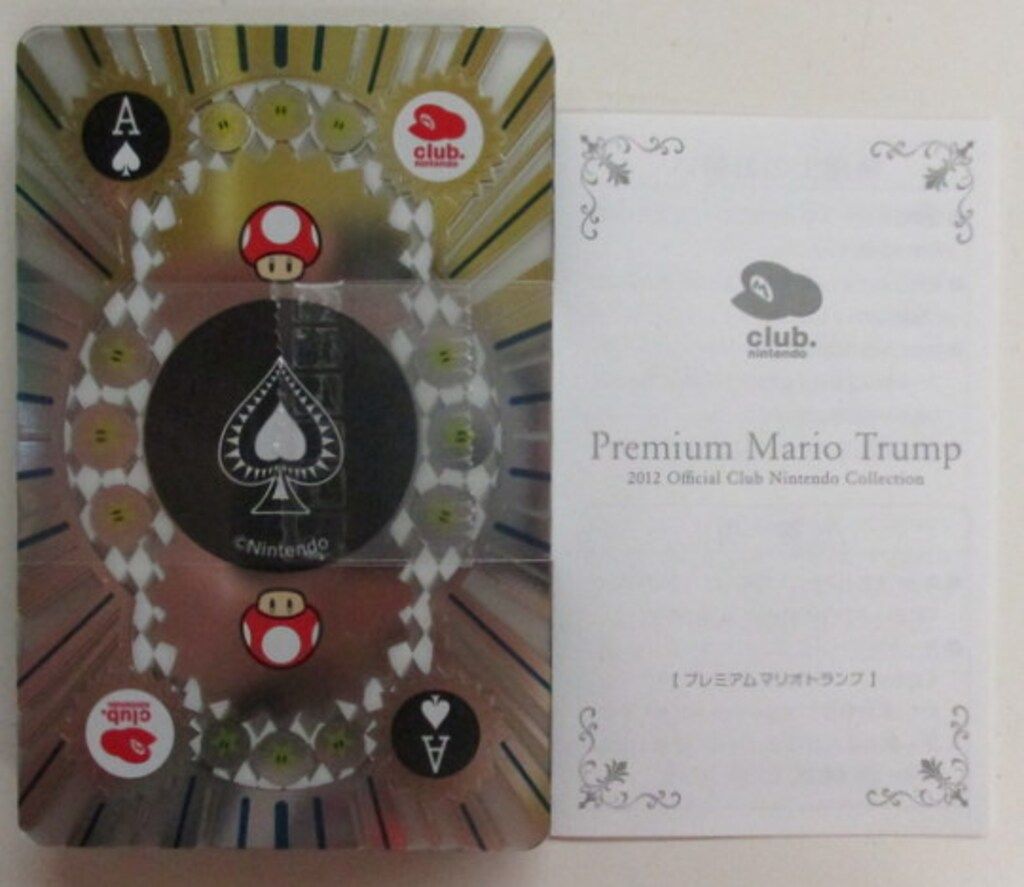 A
club.
nintendo
©Nintendo
club.
nintendo
A
club.
nintendo
Premium Mario Trump
2012 Official Club Nintendo Collection
【プレミアムマリオトランプ】